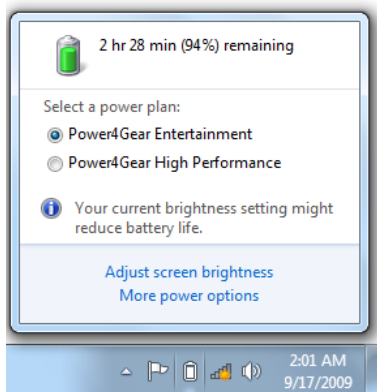 2 hr 28 min (94%) remaining
Select a power plan:
Power4Gear Entertainment
Power4Gear High Performance
Your current brightness setting might
reduce battery life.
Adjust screen brightness
More power options
2:01 AM
9/17/2009